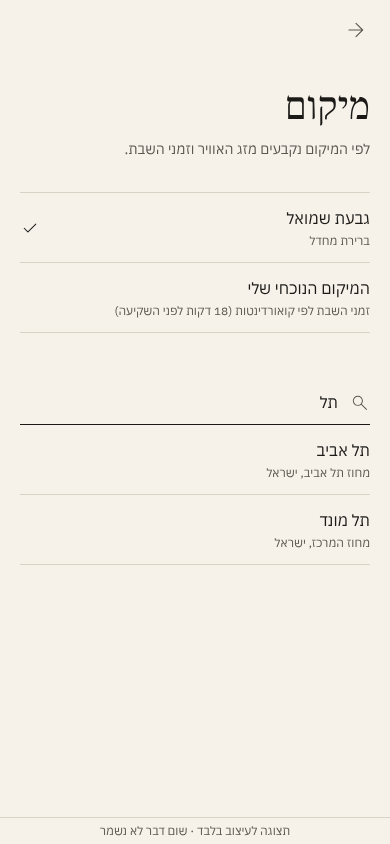 מיקום
לפי המיקום נקבעים מזג האוויר וזמני השבת.
גבעת שמואל
ברירת מחדל
המיקום הנוכחי שלי
זמני השבת לפי קואורדינטות (18 דקות לפני השקיעה)
תל
תל אביב
מחוז תל אביב, ישראל
תל מונד
מחוז המרכז, ישראל
תצוגה לעיצוב בלבד · שום דבר לא נשמר